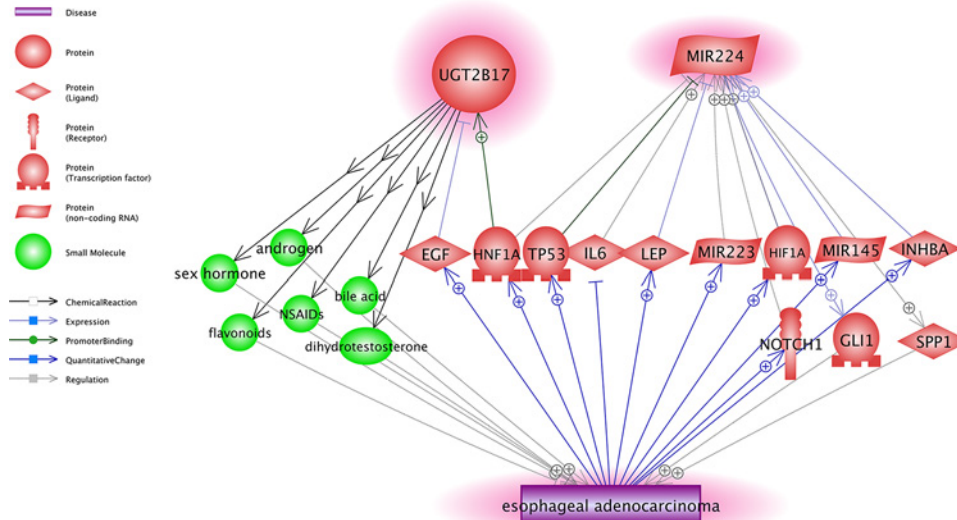 Disease
Protein
Protein
(Ligand)
Protein
(Receptor)
Protein
(Transcription factor)
Protein
(non-coding RNA)
Small Molecule
ChemicalReaction
Expression
PromoterBinding
QuantitativeChange
Regulation
UGT2B17
MIR224
EGF
HNF1A
TP53
IL6
LEP
MIR223
HIF1A
MIR145
INHBA
androgen
sex hormone
bile acid
NSAIDs
flavonoids
dihydrotestosterone
NOTCH1
GLI1
SPP1
esophageal adenocarcinoma